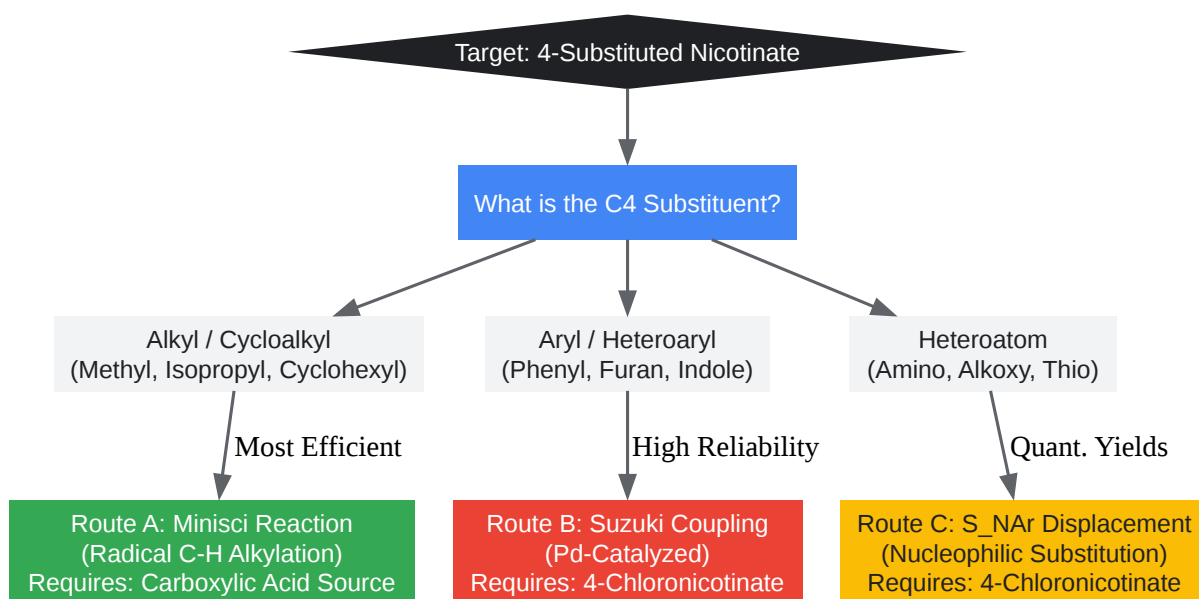 Target: 4-Substituted Nicotinate
What is the C4 Substituent?
Alkyl / Cycloalkyl
(Methyl, Isopropyl, Cyclohexyl)
Aryl / Heteroaryl
(Phenyl, Furan, Indole)
Heteroatom
(Amino, Alkoxy, Thio)
Most Efficient
High Reliability
Quant. Yields
Route A: Minisci Reaction
(Radical C-H Alkylation)
Requires: Carboxylic Acid Source
Route B: Suzuki Coupling
(Pd-Catalyzed)
Requires: 4-Chloronicotinate
Route C: S_NAr Displacement
(Nucleophilic Substitution)
Requires: 4-Chloronicotinate